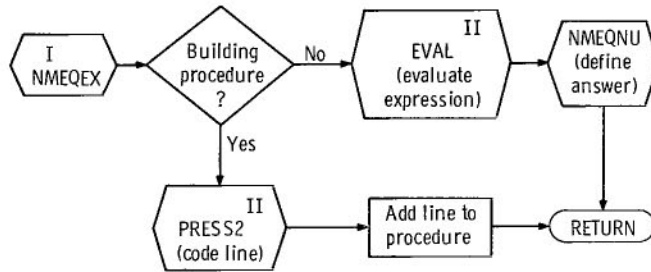 I
NMEQEX
Building
procedure
?
No
II
EVAL
(evaluate
expression)
NMEQNU
(define
answer)
Yes
II
PRESS2
(code line)
Add line to
procedure
RETURN